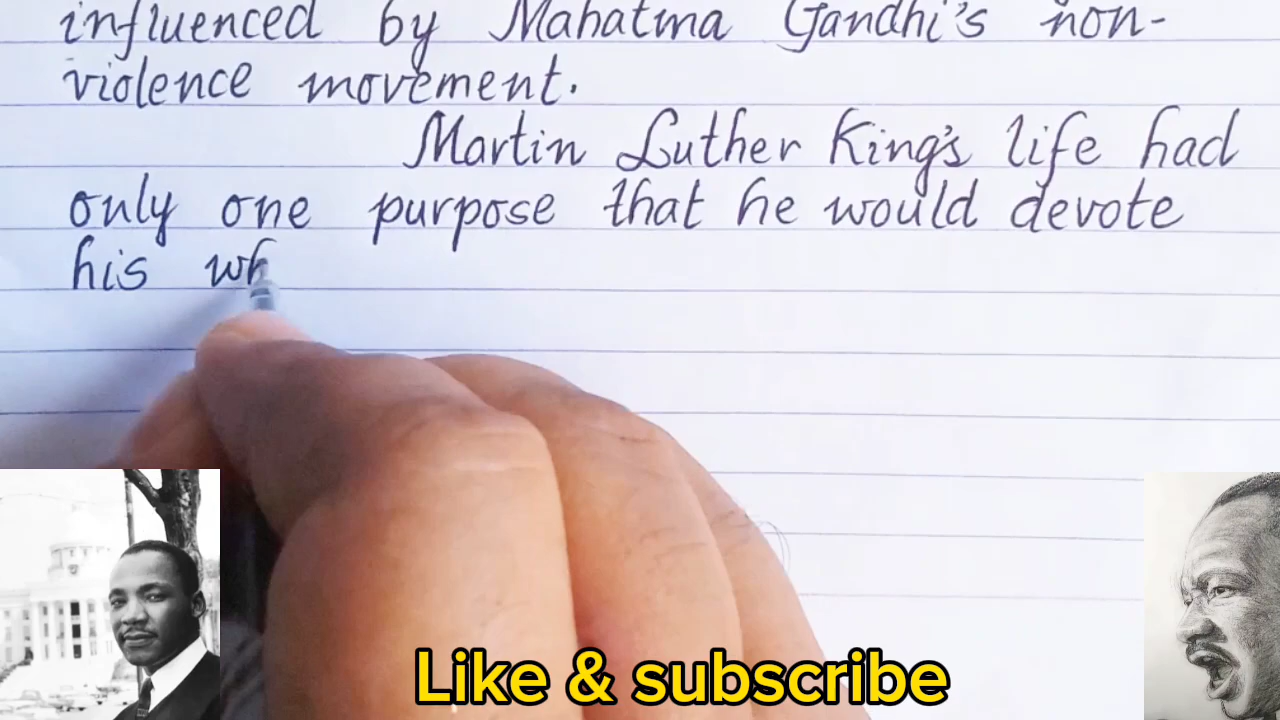 influenced by Mahatma Gandhi's non-
violence movement.
Martin Luther King's life had
only one purpose that he would devote
his wh
Like & subscribe